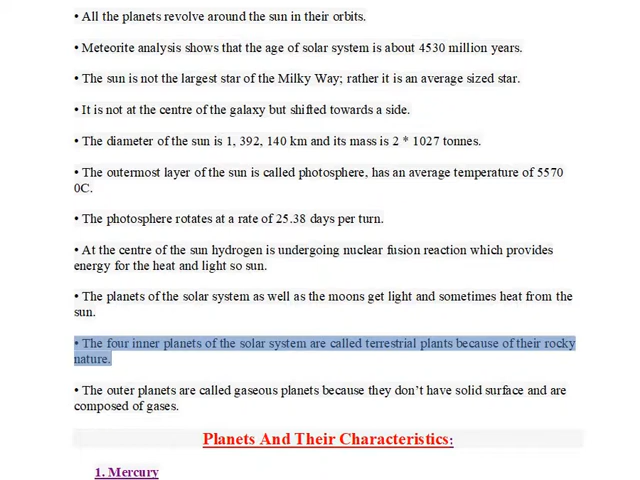 • All the planets revolve around the sun in their orbits.
• Meteorite analysis shows that the age of solar system is about 4530 million years.
• The sun is not the largest star of the Milky Way; rather it is an average sized star.
• It is not at the centre of the galaxy but shifted towards a side.
• The diameter of the sun is 1, 392, 140 km and its mass is 2 * 1027 tonnes.
• The outermost layer of the sun is called photosphere, has an average temperature of 5570
0C.
• The photosphere rotates at a rate of 25.38 days per turn.
• At the centre of the sun hydrogen is undergoing nuclear fusion reaction which provides
energy for the heat and light so sun.
• The planets of the solar system as well as the moons get light and sometimes heat from the
sun.
• The four inner planets of the solar system are called terrestrial plants because of their rocky
nature.
• The outer planets are called gaseous planets because they don’t have solid surface and are
composed of gases.
Planets And Their Characteristics:
1. Mercury